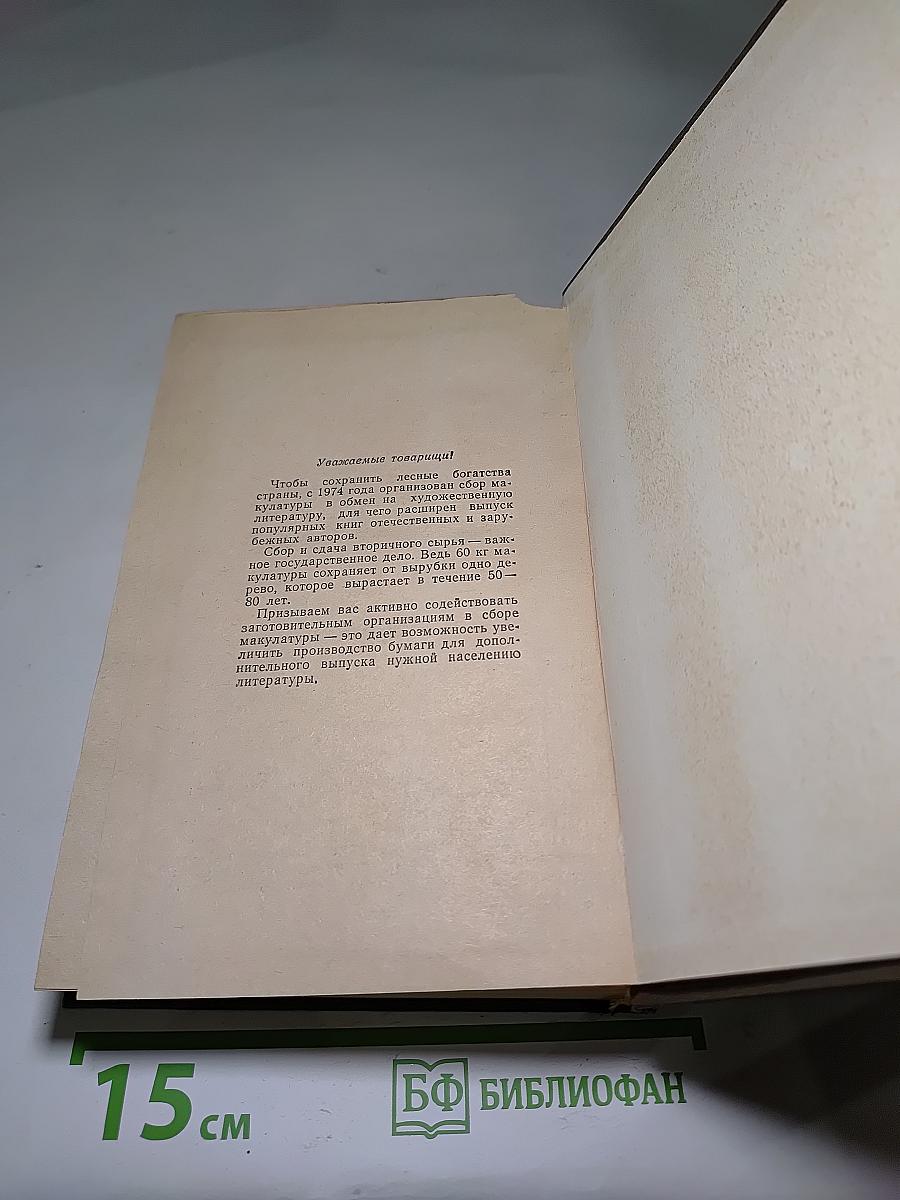 Уважаемые товарищи!
Чтобы сохранить лесные богатства
страны, с 1974 года организован сбор ма-
кулатуры в обмен на художественную
литературу, для чего расширен выпуск
популярных книг отечественных и зару-
бежных авторов.
Сбор и сдача вторичного сырья — важ-
ное государственное дело. Ведь 60 кг ма-
кулатуры сохраняет от вырубки одно де-
рево, которое вырастает в течение 50—
80 лет.
Призываем вас активно содействовать
заготовительным организациям в сборе
макулатуры — это дает возможность уве-
личить производство бумаги для допол-
нительного выпуска нужной населению
литературы.
15 см
БФ БИБЛИОФАН